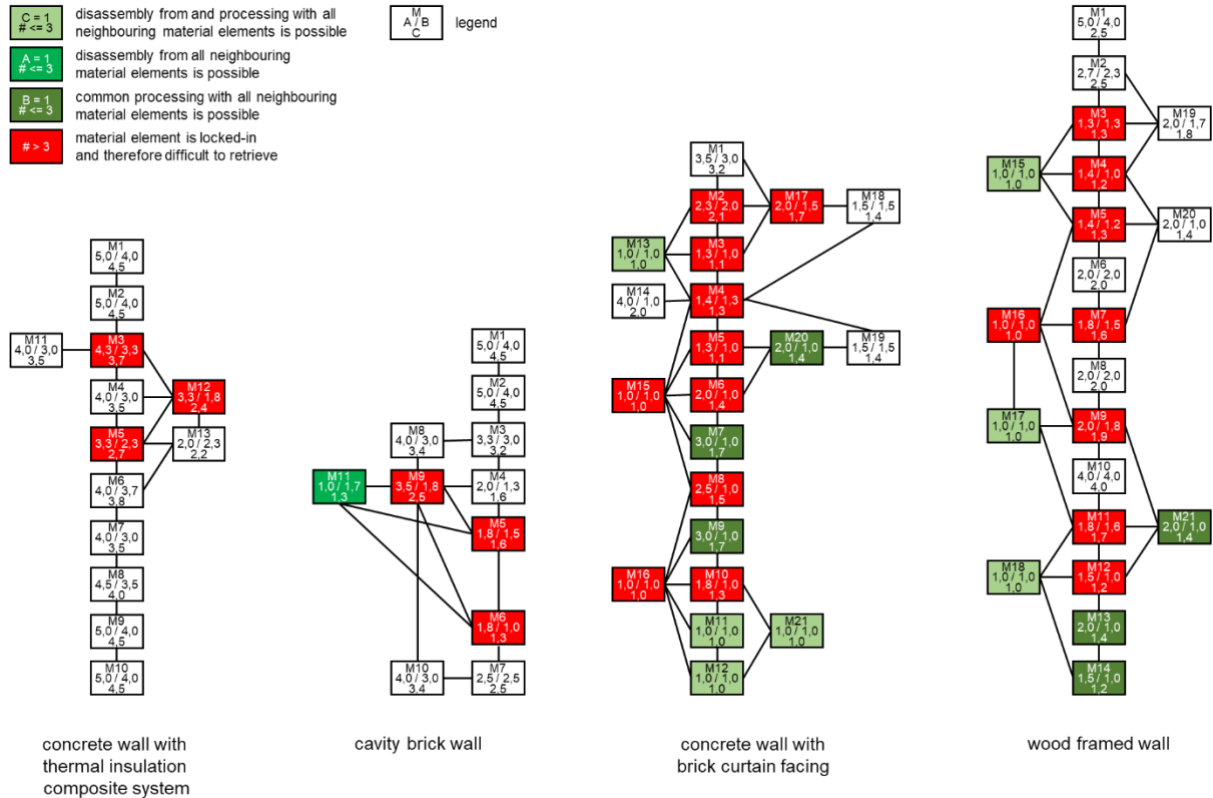 C = 1
# <= 3
disassembly from and processing with all
neighbouring material elements is possible
M
A / B
C
legend
A = 1
# <= 3
disassembly from all neighbouring
material elements is possible
B = 1
# <= 3
common processing with all neighbouring
material elements is possible
# > 3
material element is locked-in
and therefore difficult to retrieve
M1
5,0 / 4,0
4,5
M2
5,0 / 4,0
4,5
M11
4,0 / 3,0
3,5
M3
4,3 / 3,3
3,7
M4
4,0 / 3,0
3,5
M12
3,3 / 1,8
2,4
M5
3,3 / 2,3
2,7
M13
2,0 / 2,3
2,2
M6
4,0 / 3,7
3,8
M7
4,0 / 3,0
3,5
M8
4,5 / 3,5
4,0
M9
5,0 / 4,0
4,5
M10
5,0 / 4,0
4,5
concrete wall with
thermal insulation
composite system
M1
5,0 / 4,0
4,5
M2
5,0 / 4,0
4,5
M8
4,0 / 3,0
3,4
M3
3,3 / 3,0
3,2
M11
1,0 / 1,7
1,3
M9
3,5 / 1,8
2,5
M4
2,0 / 1,3
1,6
M5
1,8 / 1,5
1,6
M6
1,8 / 1,0
1,3
M10
4,0 / 3,0
3,4
M7
2,5 / 2,5
2,5
cavity brick wall
M1
3,5 / 3,0
3,2
M2
2,3 / 2,0
2,1
M17
2,0 / 1,5
1,7
M18
1,5 / 1,5
1,4
M13
1,0 / 1,0
1,0
M3
1,3 / 1,0
1,1
M14
4,0 / 1,0
2,0
M4
1,4 / 1,3
1,3
M5
1,3 / 1,0
1,1
M20
2,0 / 1,0
1,4
M19
1,5 / 1,5
1,4
M15
1,0 / 1,0
1,0
M6
2,0 / 1,0
1,4
M7
3,0 / 1,0
1,7
M8
2,5 / 1,0
1,5
M9
3,0 / 1,0
1,7
M16
1,0 / 1,0
1,0
M10
1,8 / 1,0
1,3
M11
1,0 / 1,0
1,0
M21
1,0 / 1,0
1,0
M12
1,0 / 1,0
1,0
concrete wall with
brick curtain facing
M1
5,0 / 4,0
2,5
M2
2,7 / 2,3
2,5
M3
1,3 / 1,3
1,3
M19
2,0 / 1,7
1,8
M15
1,0 / 1,0
1,0
M4
1,4 / 1,0
1,2
M5
1,4 / 1,2
1,3
M20
2,0 / 1,0
1,4
M6
2,0 / 2,0
2,0
M16
1,0 / 1,0
1,0
M7
1,8 / 1,5
1,6
M8
2,0 / 2,0
2,0
M17
1,0 / 1,0
1,0
M9
2,0 / 1,8
1,9
M10
4,0 / 4,0
4,0
M11
1,8 / 1,6
1,7
M21
2,0 / 1,0
1,4
M18
1,0 / 1,0
1,0
M12
1,5 / 1,0
1,2
M13
2,0 / 1,0
1,4
M14
1,5 / 1,0
1,2
wood framed wall